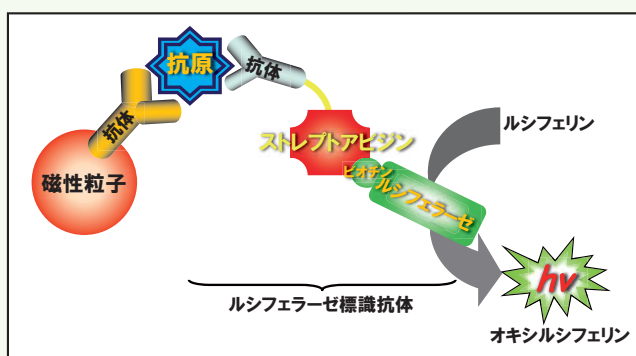 抗原
抗体
抗体
磁性粒子
ストレプトアビジン
ビオチン
ルシフェラーゼ
ルシフェリン
hν
オキシルシフェリン
ルシフェラーゼ標識抗体